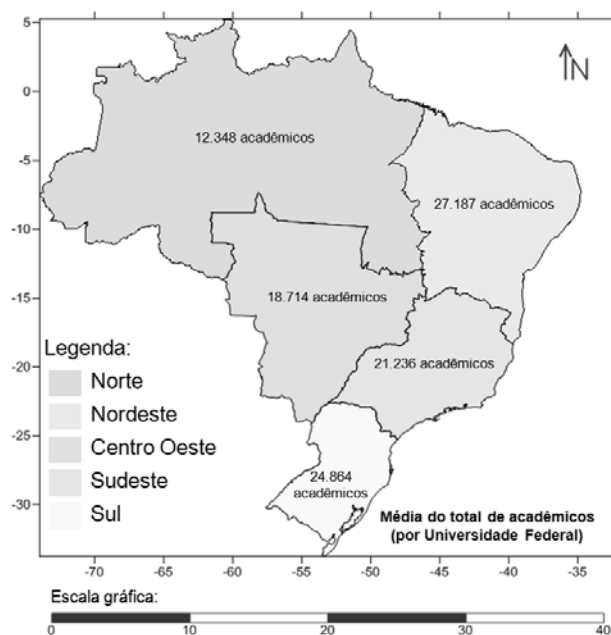 5
0
-5
-10
-15
-20
-25
-30
N
12.348 acadêmicos
27.187 acadêmicos
18.714 acadêmicos
21.236 acadêmicos
24.864
acadêmicos
Legenda:
Norte
Nordeste
Centro Oeste
Sudeste
Sul
Média do total de acadêmicos
(por Universidade Federal)
-70 -65 -60 -55 -50 -45 -40 -35
Escala gráfica:
0 10 20 30 40